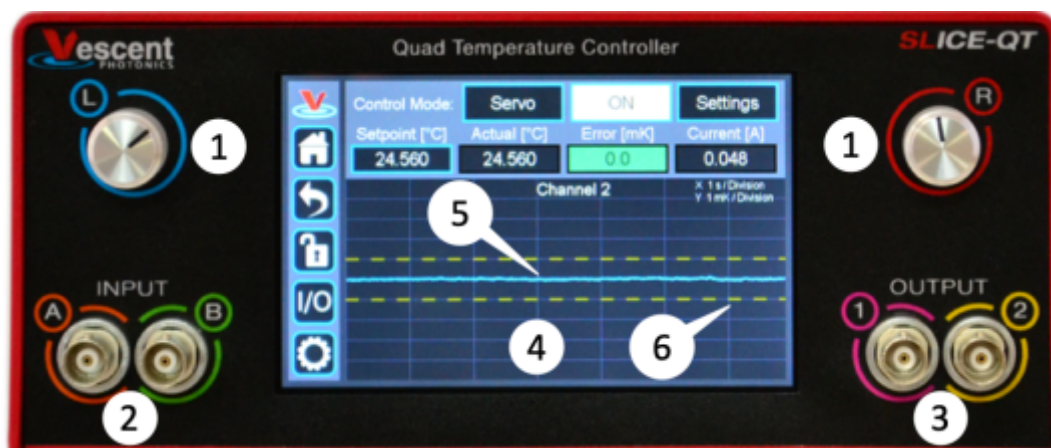 Vescent
PHOTONICS
Quad Temperature Controller
SLICE-QT
L
R
1
1
Control Mode: Servo ON Settings
Setpoint [°C] Actual [°C] Error [mK] Current [A]
24.560 24.560 0.0 0.048
Channel 2
X 1 s / Division
Y 1 mK / Division
5
I/O
4
6
INPUT
A B
2
OUTPUT
1 2
3